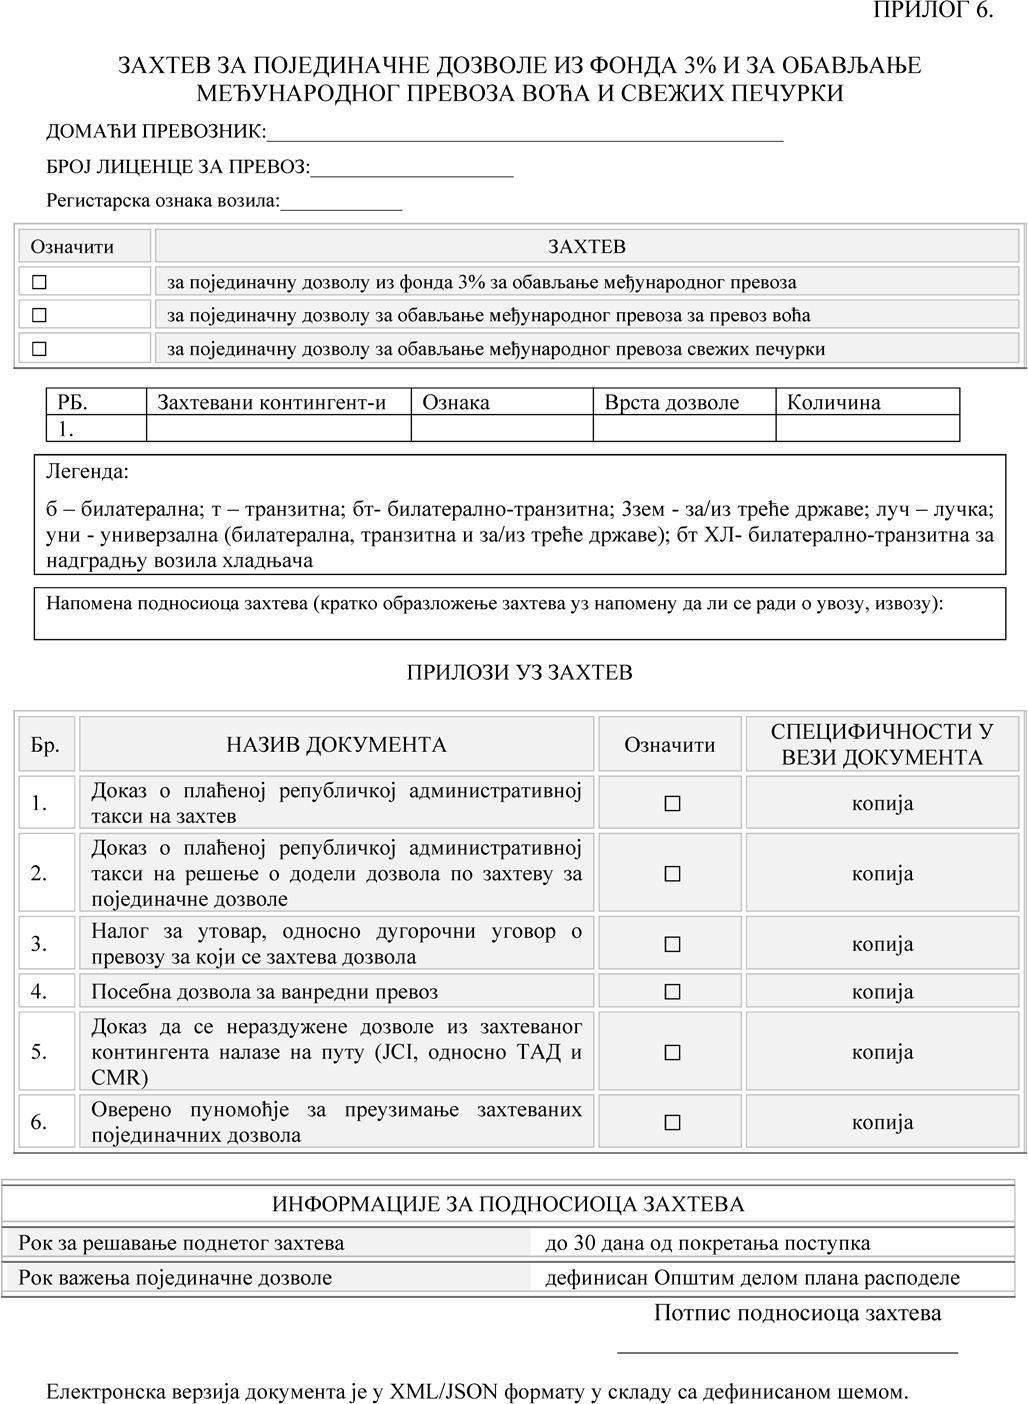 ПРИЛОГ 6.
ЗАХТЕВ ЗА ПОЈЕДИНАЧНЕ ДОЗВОЛЕ ИЗ ФОНДА 3% И ЗА ОБАВЉАЊЕ
МЕЂУНАРОДНОГ ПРЕВОЗА ВОЋА И СВЕЖИХ ПЕЧУРКИ
ДОМАЋИ ПРЕВОЗНИК:
БРОЈ ЛИЦЕНЦЕ ЗА ПРЕВОЗ:
Регистарска ознака возила:
Означити ЗАХТЕВ
☐ за појединачну дозволу из фонда 3% за обављање међународног превоза
☐ за појединачну дозволу за обављање међународног превоза за превоз воћа
☐ за појединачну дозволу за обављање међународног превоза свежих печурки
РБ. Захтевани контингент-и Ознака Врста дозволе Количина
1.
Легенда:
б – билатерална; т – транзитна; бт- билатерално-транзитна; 3зем - за/из треће државе; луч – лучка;
уни - универзална (билатерална, транзитна и за/из треће државе); бт ХЛ- билатерално-транзитна за
надградњу возила хладњача
Напомена подносиоца захтева (кратко образложење захтева уз напомену да ли се ради о увозу, извозу):
ПРИЛОЗИ УЗ ЗАХТЕВ
Бр. НАЗИВ ДОКУМЕНТА Означити СПЕЦИФИЧНОСТИ У
ВЕЗИ ДОКУМЕНТА
1. Доказ о плаћеној републичкој административној
такси на захтев ☐ копија
2. Доказ о плаћеној републичкој административној
такси на решење о додели дозвола по захтеву за
појединачне дозволе ☐ копија
3. Налог за утовар, односно дугорочни уговор о
превозу за који се захтева дозвола ☐ копија
4. Посебна дозвола за ванредни превоз ☐ копија
5. Доказ да се нераздужене дозволе из захтеваног
контингента налазе на путу (JCI, односно ТАД и
CMR) ☐ копија
6. Оверено пуномоћје за преузимање захтеваних
појединачних дозвола ☐ копија
ИНФОРМАЦИЈЕ ЗА ПОДНОСИОЦА ЗАХТЕВА
Рок за решавање поднетог захтева до 30 дана од покретања поступка
Рок важења појединачне дозволе дефинисан Општим делом плана расподеле
Потпис подносиоца захтева
Електронска верзија документа је у XML/JSON формату у складу са дефинисаном шемом.